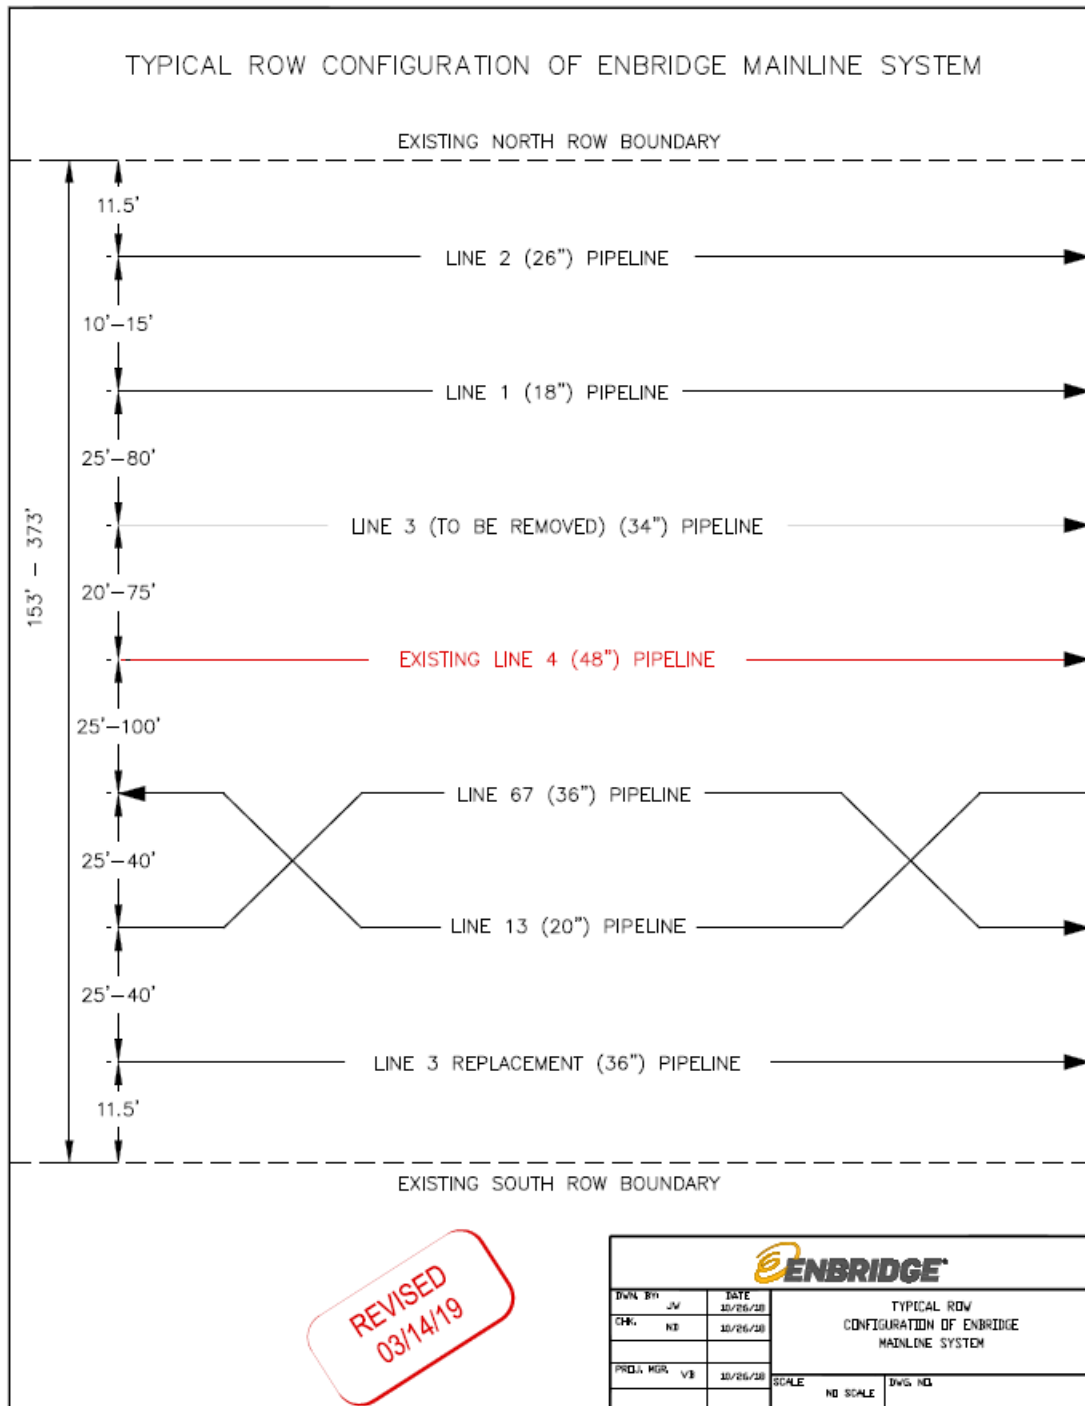 TYPICAL ROW CONFIGURATION OF ENBRIDGE MAINLINE SYSTEM
EXISTING NORTH ROW BOUNDARY
11.5'
LINE 2 (26") PIPELINE
10'-15'
LINE 1 (18") PIPELINE
25'-80'
LINE 3 (TO BE REMOVED) (34") PIPELINE
153' - 373'
20'-75'
EXISTING LINE 4 (48") PIPELINE
25'-100'
LINE 67 (36") PIPELINE
25'-40'
LINE 13 (20") PIPELINE
25'-40'
LINE 3 REPLACEMENT (36") PIPELINE
11.5'
EXISTING SOUTH ROW BOUNDARY
REVISED
03/14/19
ENBRIDGE
DWN. BY: JW
DATE 10/26/18
CHK. ND
10/26/18
PROJ. MGR. VB
10/26/18
TYPICAL ROW
CONFIGURATION OF ENBRIDGE
MAINLINE SYSTEM
SCALE
NO SCALE
DWG. NO.